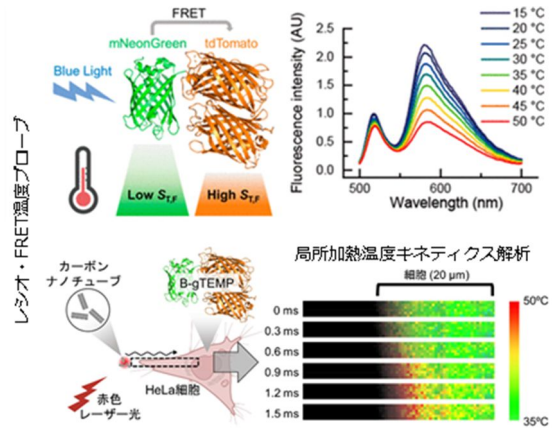 レシオ・FRET温度プローブ
FRET
mNeonGreen
tdTomato
Blue Light
Low ST,F
High ST,F
Fluorescence intensity (AU)
2.5
2.0
1.5
1.0
0.5
0.0
500
600
700
Wavelength (nm)
15 °C
20 °C
25 °C
30 °C
35 °C
40 °C
45 °C
50 °C
カーボン
ナノチューブ
B-gTEMP
HeLa細胞
赤色
レーザー光
局所加熱温度キネティクス解析
細胞 (20 μm)
0 ms
0.3 ms
0.6 ms
0.9 ms
1.2 ms
1.5 ms
50℃
35℃